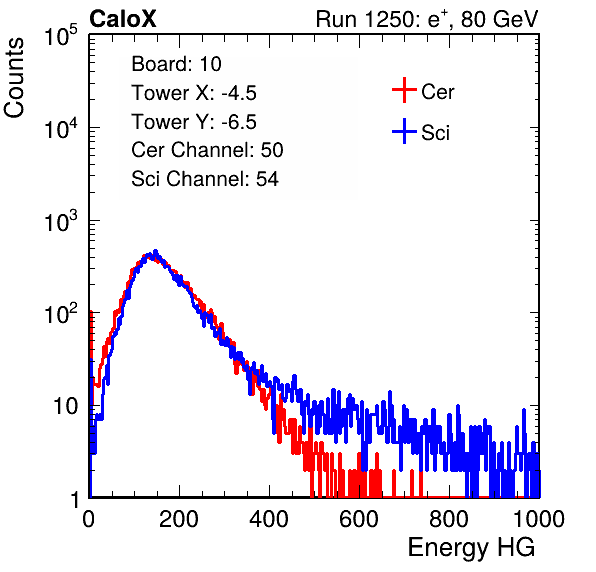 CaloX Run 1250: e⁺, 80 GeV
Counts
Board: 10
Tower X: -4.5
Tower Y: -6.5
Cer Channel: 50
Sci Channel: 54
Cer
Sci
10⁵
10⁴
10³
10²
10
1
0 200 400 600 800 1000
Energy HG